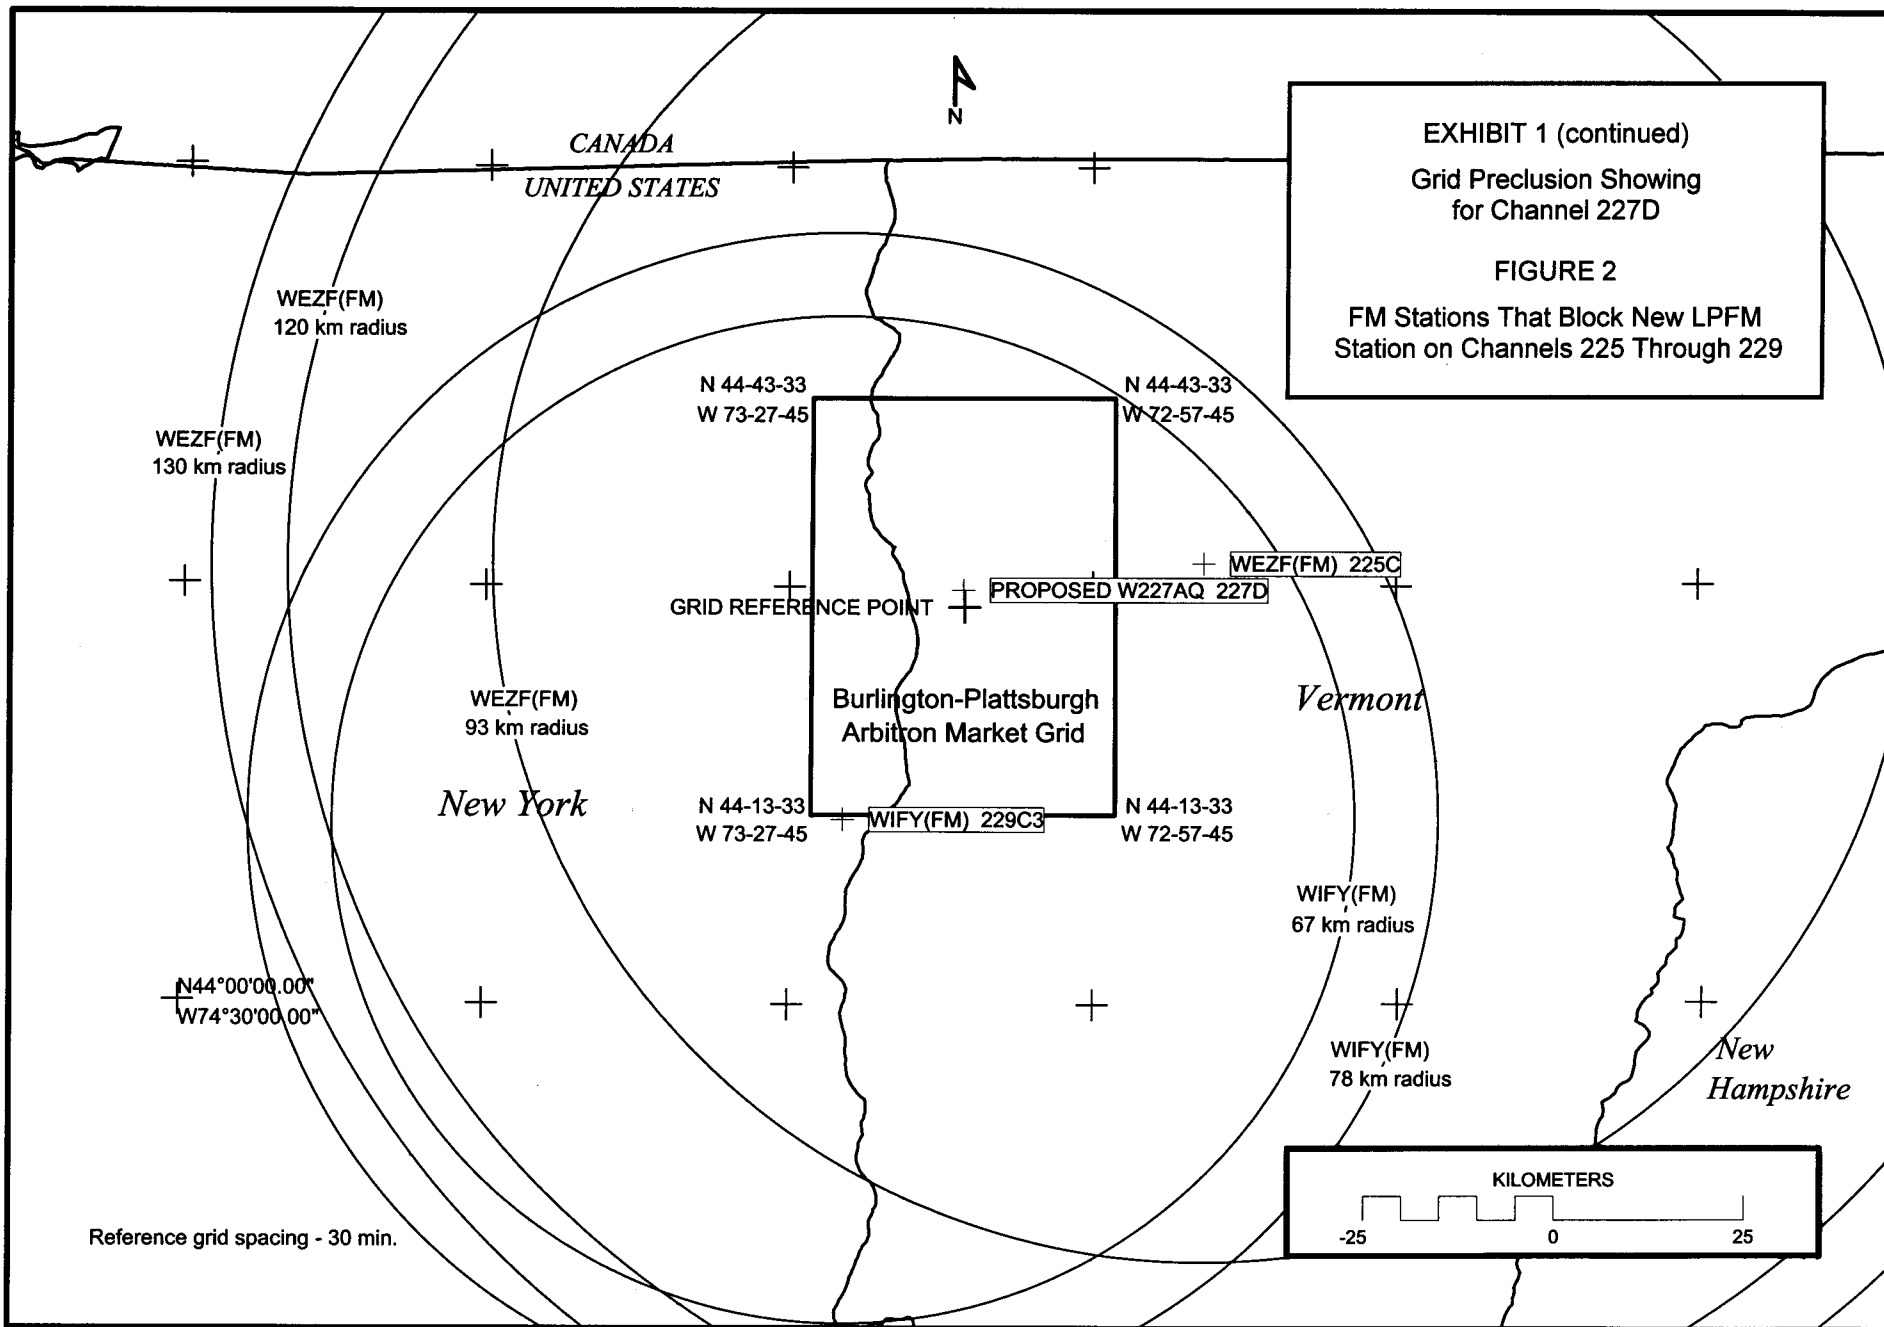 N
EXHIBIT 1 (continued)
Grid Preclusion Showing
for Channel 227D
FIGURE 2
FM Stations That Block New LPFM
Station on Channels 225 Through 229
CANADA
UNITED STATES
WEZF(FM)
120 km radius
WEZF(FM)
130 km radius
N 44-43-33
W 73-27-45
N 44-43-33
W 72-57-45
WEZF(FM) 225C
PROPOSED W227AQ 227D
GRID REFERENCE POINT
WEZF(FM)
93 km radius
Burlington-Plattsburgh
Arbitron Market Grid
Vermont
New York
N 44-13-33
W 73-27-45
WIFY(FM) 229C3
N 44-13-33
W 72-57-45
WIFY(FM)
67 km radius
N44°00'00.00"
W74°30'00.00"
WIFY(FM)
78 km radius
New
Hampshire
Reference grid spacing - 30 min.
KILOMETERS
-25 0 25